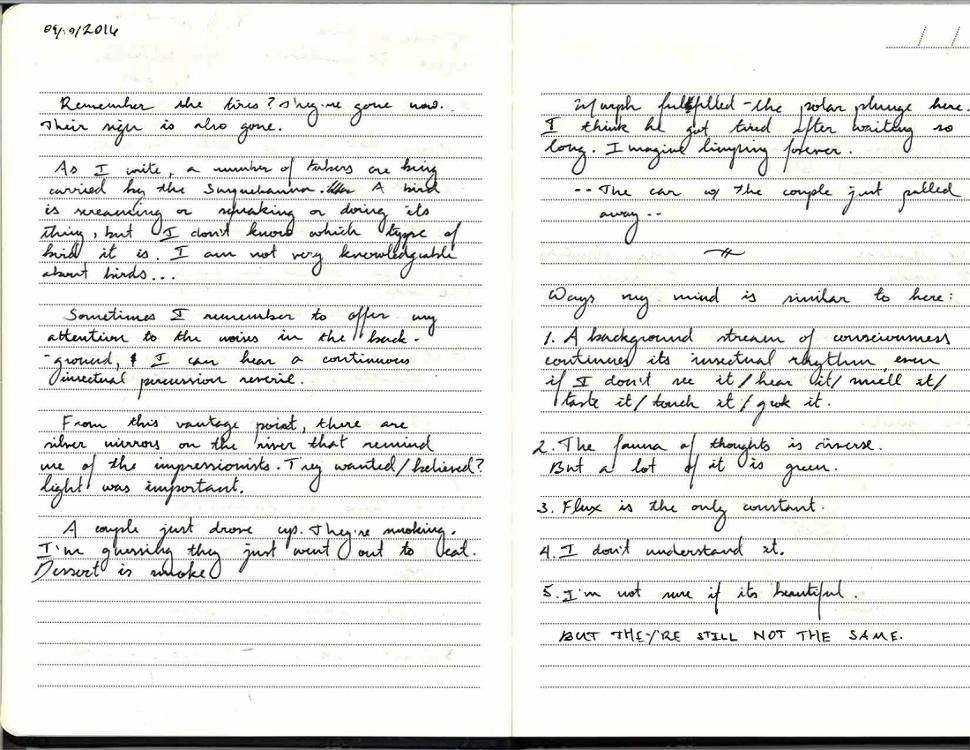 09/10/2016
Remember the tires? They're gone now.
Their sign is also gone.
As I write, a number of tubers are being
carried by the Susquehanna. A bird
is screaming or speaking or doing its
thing, but I don't know which type of
bird it is. I am not very knowledgable
about birds...
Sometimes I remember to offer my
attention to the noises in the back-
-ground, & I can hear a continuous
insectual percussion reverie.
From this vantage point, there are
silver mirrors on the river that remind
me of the impressionists. They wanted/believed?
light was important.
A couple just drove up. They're smoking.
I'm guessing they just went out to eat.
Dessert is smoke
fulfilled - the solar plunge here.
I think he got tired after waiting so
long. I imagine limping forever.
-- The car w/ the couple just pulled
away --
Ways my mind is similar to here:
1. A background stream of consciousness
continues its insectual rhythm even
if I don't see it/hear it/smell it/
taste it/touch it/grok it.
2. The fauna of thoughts is diverse.
But a lot of it is green.
3. Flux is the only constant.
4. I don't understand it.
5. I'm not sure if its beautiful.
BUT THEY'RE STILL NOT THE SAME.